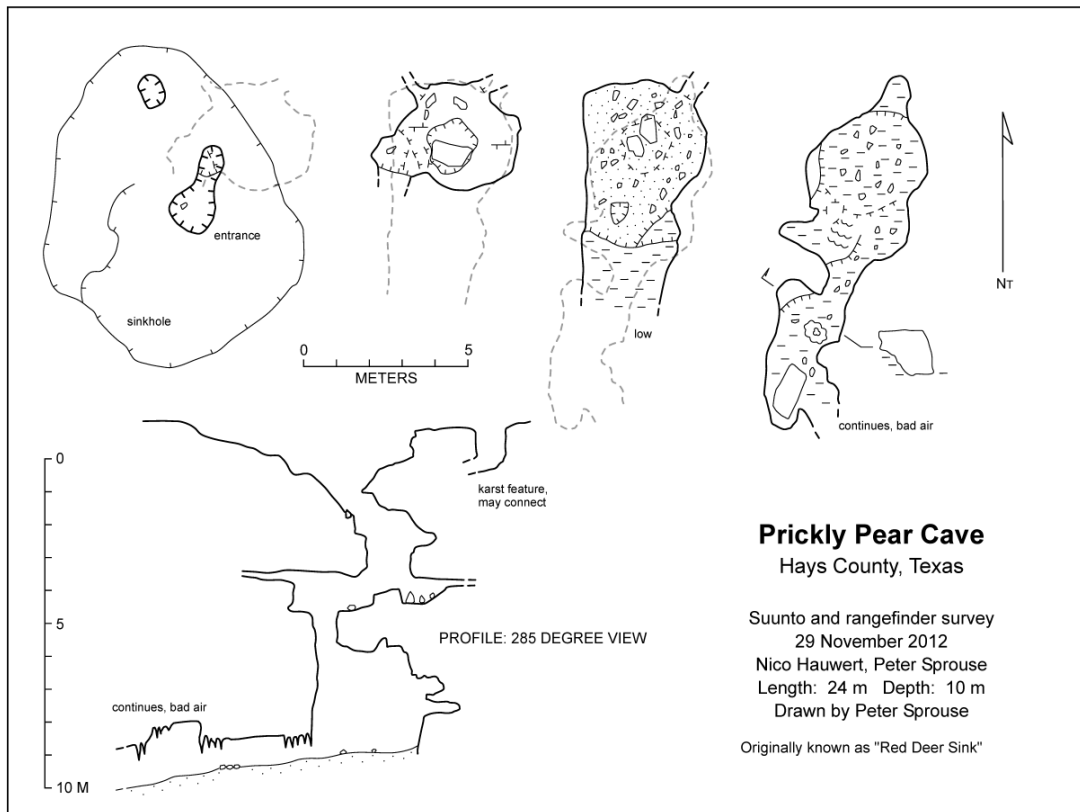 entrance
sinkhole
0 5
METERS
low
NT
continues, bad air
0
karst feature,
may connect
5
PROFILE: 285 DEGREE VIEW
continues, bad air
10 M
Prickly Pear Cave
Hays County, Texas
Suunto and rangefinder survey
29 November 2012
Nico Hauwert, Peter Sprouse
Length: 24 m Depth: 10 m
Drawn by Peter Sprouse
Originally known as "Red Deer Sink"